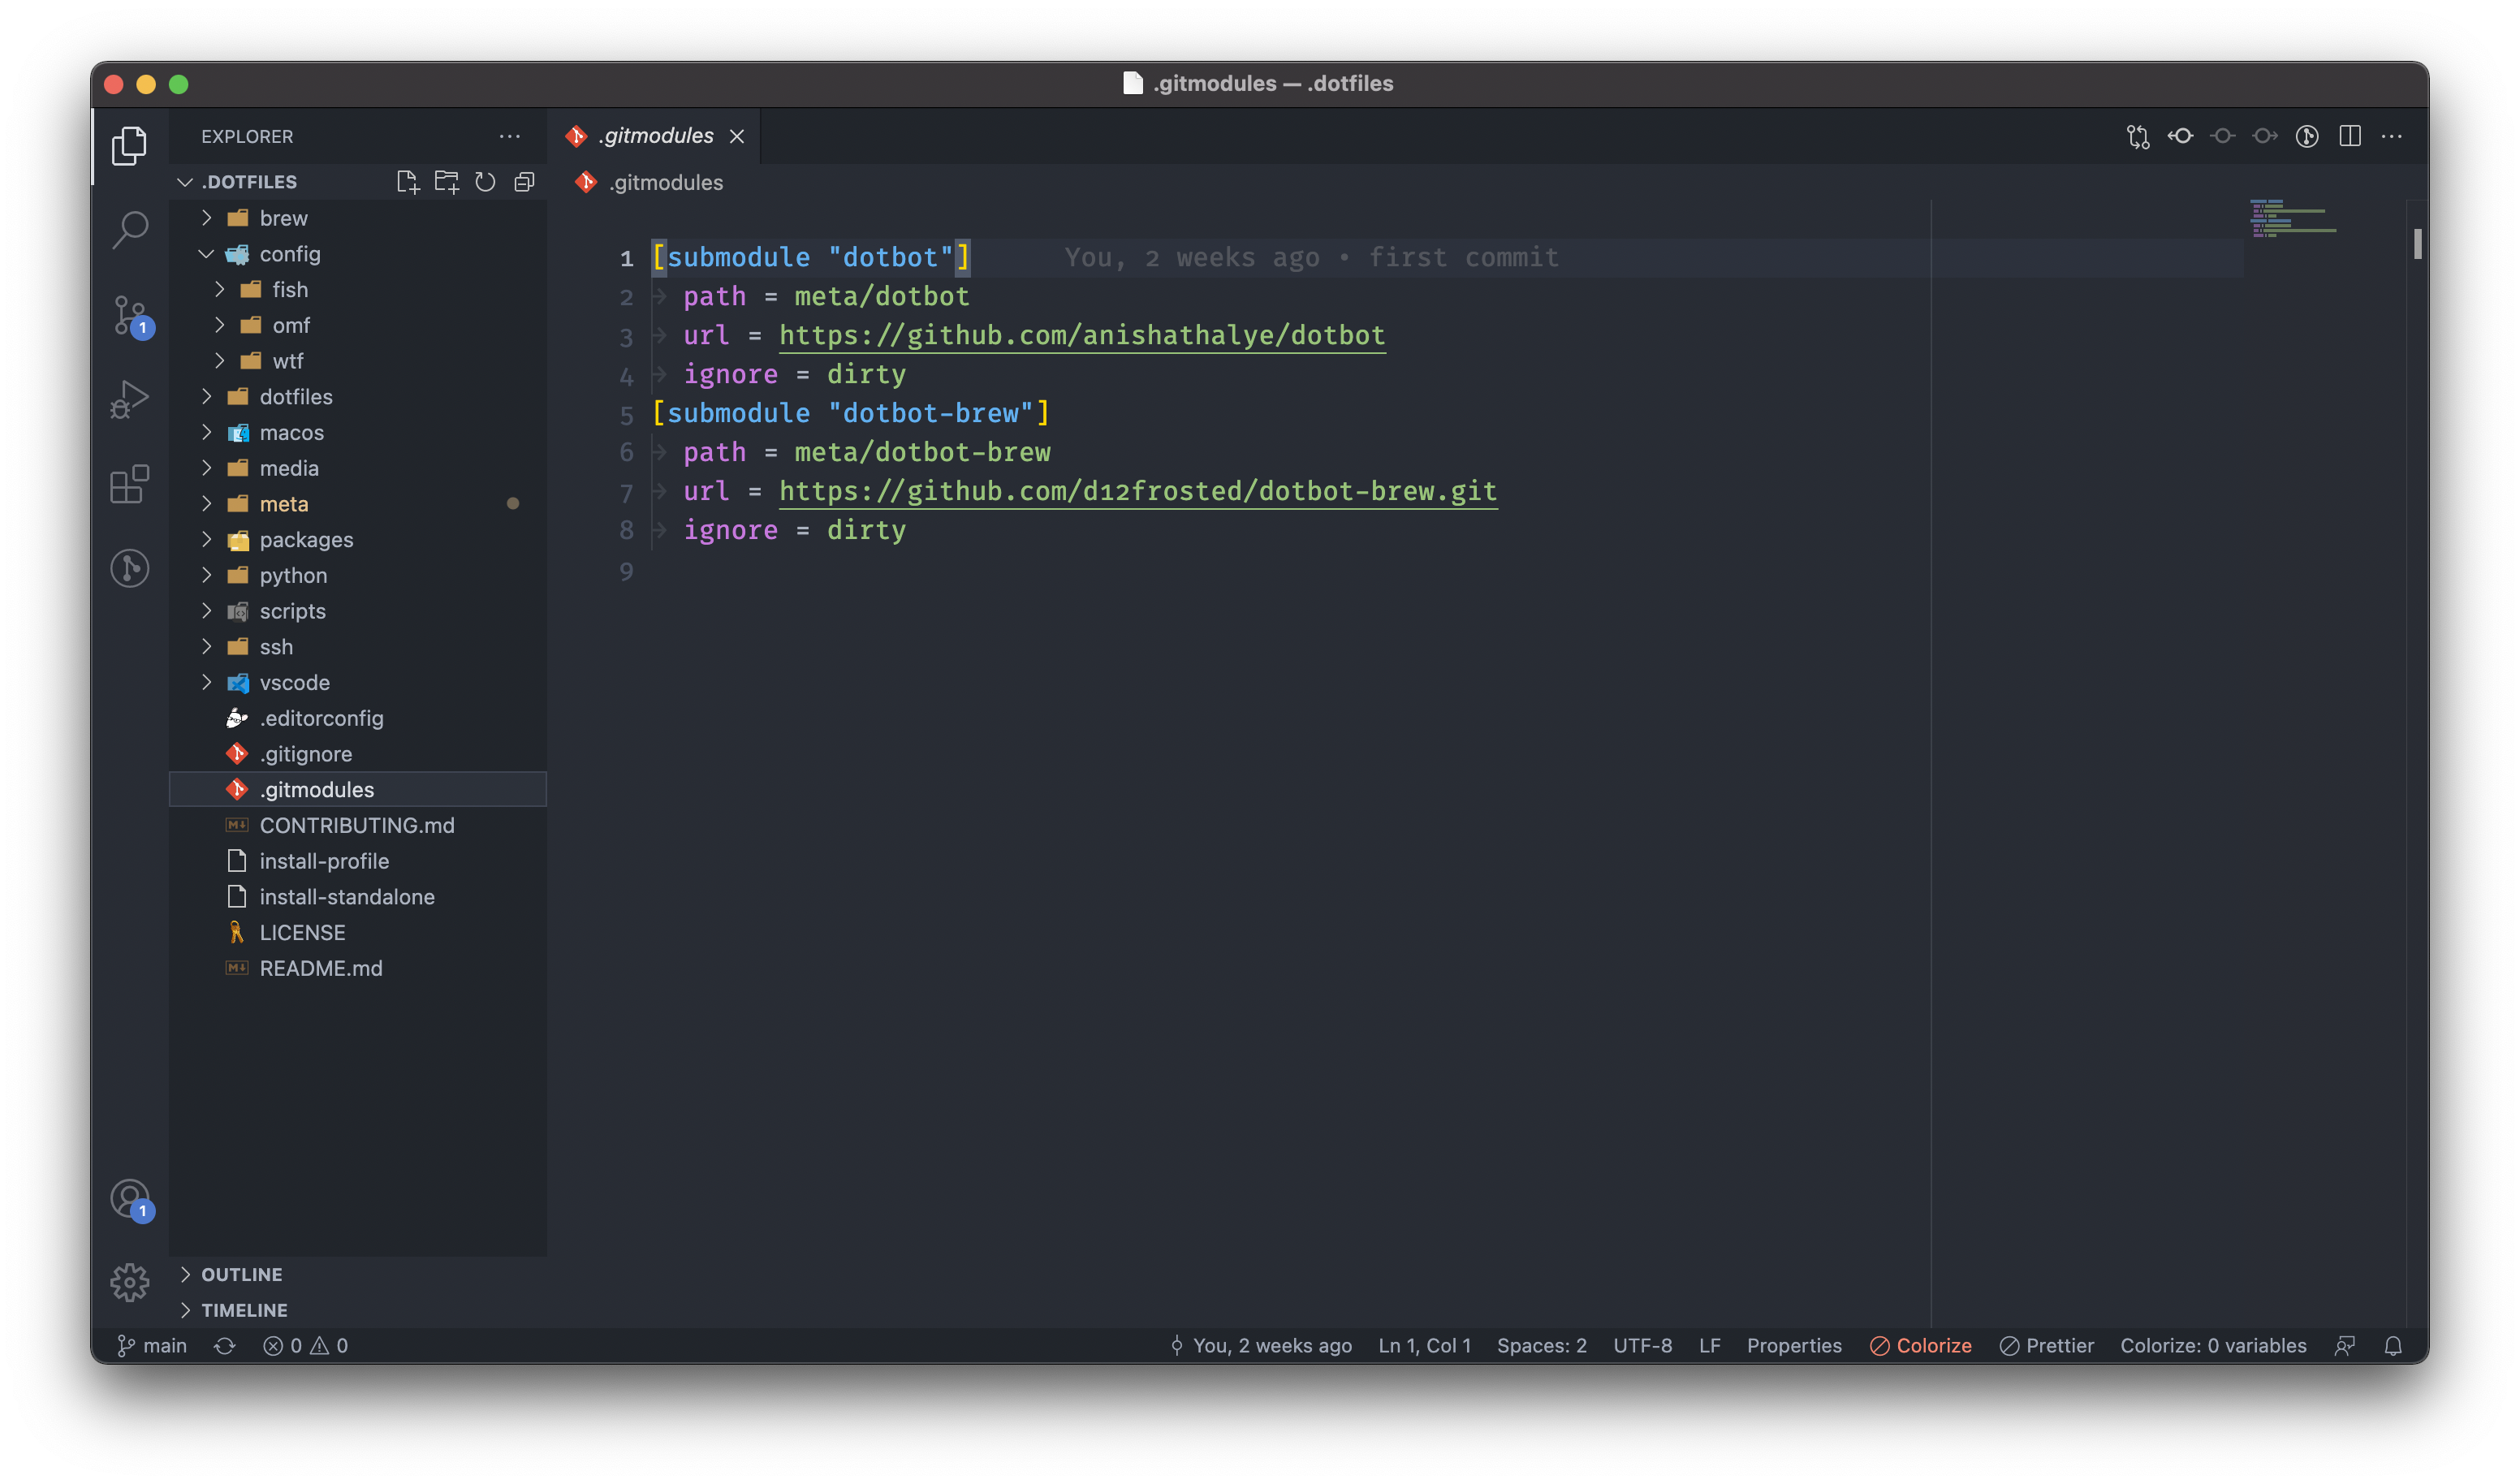 .gitmodules — .dotfiles
EXPLORER
.gitmodules
.DOTFILES
.gitmodules
brew
config
fish
omf
wtf
dotfiles
macos
media
meta
packages
python
scripts
ssh
vscode
.editorconfig
.gitignore
.gitmodules
CONTRIBUTING.md
install-profile
install-standalone
LICENSE
README.md
OUTLINE
TIMELINE
1 [submodule "dotbot"] You, 2 weeks ago • first commit
2 path = meta/dotbot
3 url = https://github.com/anishathalye/dotbot
4 ignore = dirty
5 [submodule "dotbot-brew"]
6 path = meta/dotbot-brew
7 url = https://github.com/d12frosted/dotbot-brew.git
8 ignore = dirty
9
1
1
main 0 0 You, 2 weeks ago Ln 1, Col 1 Spaces: 2 UTF-8 LF Properties Colorize Prettier Colorize: 0 variables